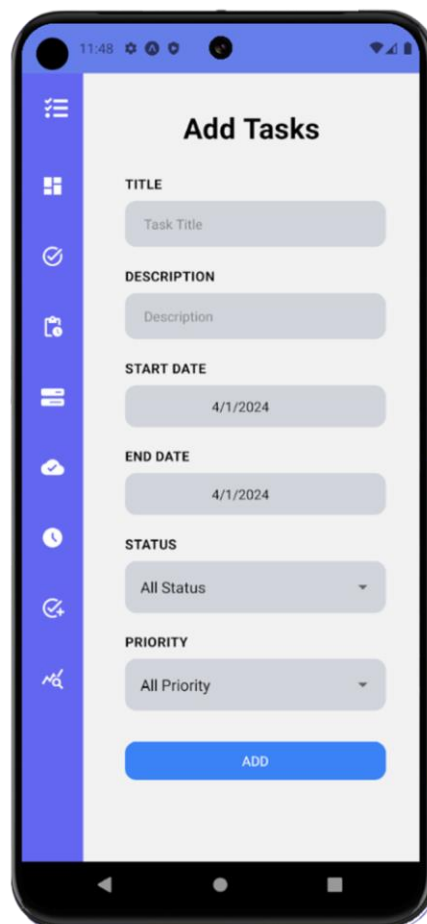 11:48
Add Tasks
TITLE
Task Title
DESCRIPTION
Description
START DATE
4/1/2024
END DATE
4/1/2024
STATUS
All Status
PRIORITY
All Priority
ADD